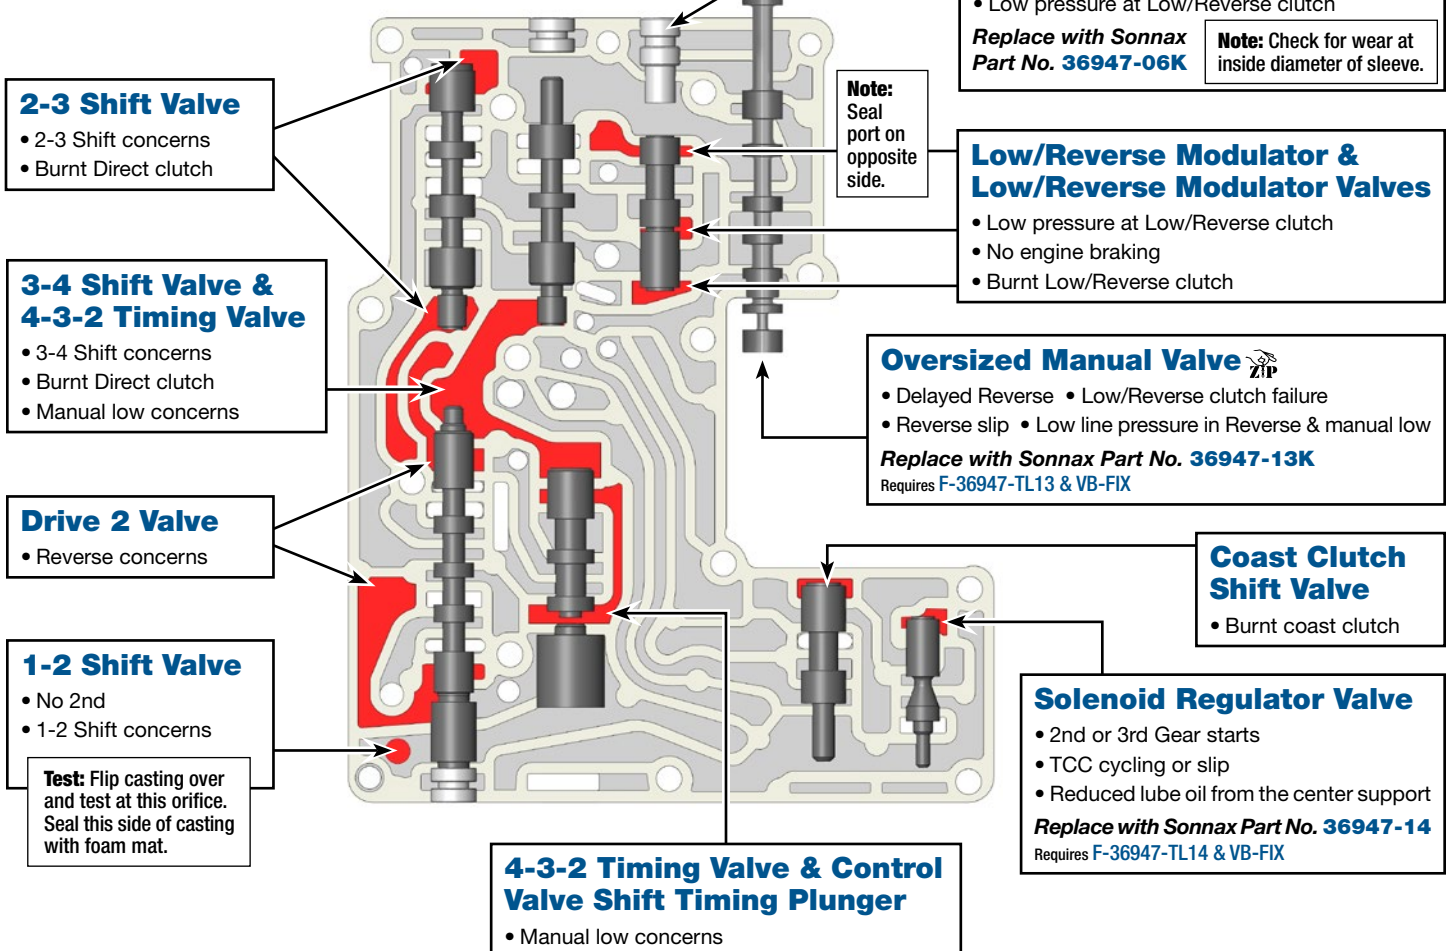 • Low pressure at Low/Reverse clutch
Replace with Sonnax
Part No. 36947-06K
Note: Check for wear at
inside diameter of sleeve.
2-3 Shift Valve
• 2-3 Shift concerns
• Burnt Direct clutch
Note:
Seal
port on
opposite
side.
Low/Reverse Modulator &
Low/Reverse Modulator Valves
• Low pressure at Low/Reverse clutch
• No engine braking
• Burnt Low/Reverse clutch
3-4 Shift Valve &
4-3-2 Timing Valve
• 3-4 Shift concerns
• Burnt Direct clutch
• Manual low concerns
Oversized Manual Valve ZIP
• Delayed Reverse • Low/Reverse clutch failure
• Reverse slip • Low line pressure in Reverse & manual low
Replace with Sonnax Part No. 36947-13K
Requires F-36947-TL13 & VB-FIX
Drive 2 Valve
• Reverse concerns
Coast Clutch
Shift Valve
• Burnt coast clutch
1-2 Shift Valve
• No 2nd
• 1-2 Shift concerns
Test: Flip casting over
and test at this orifice.
Seal this side of casting
with foam mat.
Solenoid Regulator Valve
• 2nd or 3rd Gear starts
• TCC cycling or slip
• Reduced lube oil from the center support
Replace with Sonnax Part No. 36947-14
Requires F-36947-TL14 & VB-FIX
4-3-2 Timing Valve & Control
Valve Shift Timing Plunger
• Manual low concerns